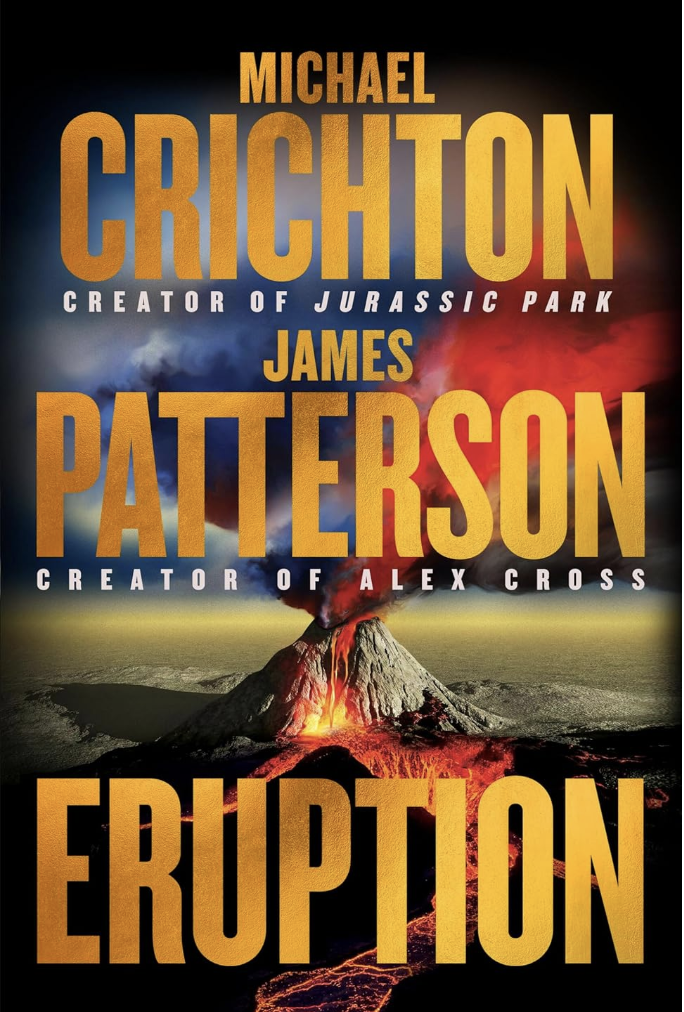 MICHAEL
CRICHTON
CREATOR OF JURASSIC PARK
JAMES
PATTERSON
CREATOR OF ALEX CROSS
ERUPTION